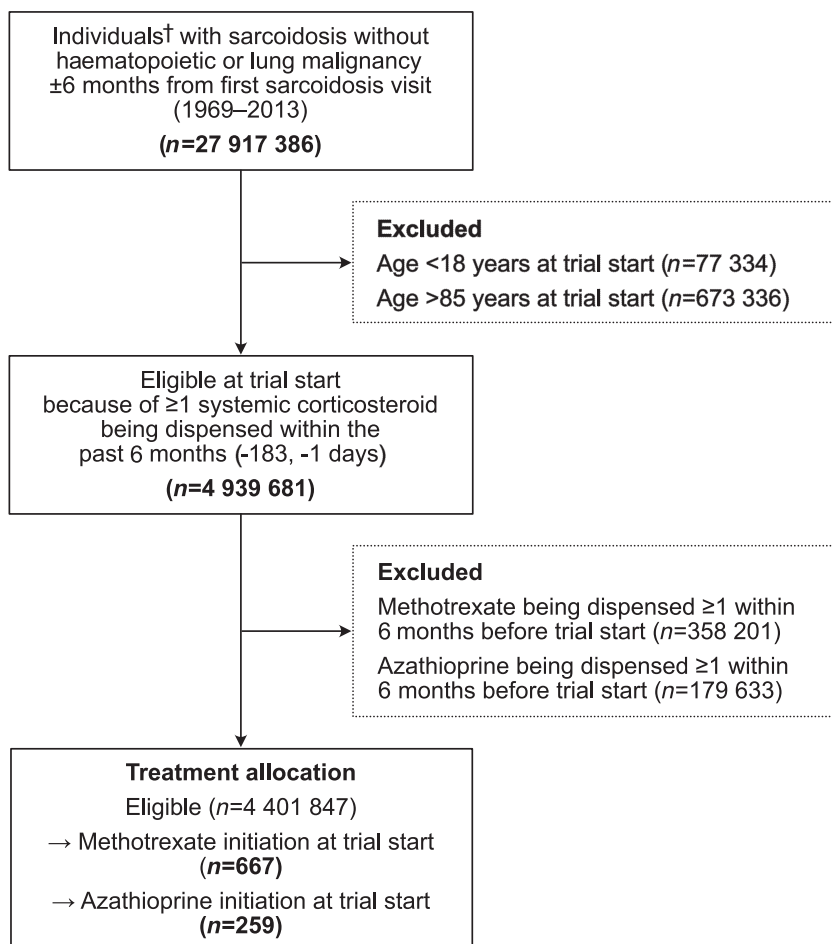 Individuals† with sarcoidosis without
haematopoietic or lung malignancy
±6 months from first sarcoidosis visit
(1969–2013)
(n=27 917 386)
Excluded
Age <18 years at trial start (n=77 334)
Age >85 years at trial start (n=673 336)
Eligible at trial start
because of ≥1 systemic corticosteroid
being dispensed within the
past 6 months (-183, -1 days)
(n=4 939 681)
Excluded
Methotrexate being dispensed ≥1 within
6 months before trial start (n=358 201)
Azathioprine being dispensed ≥1 within
6 months before trial start (n=179 633)
Treatment allocation
Eligible (n=4 401 847)
→ Methotrexate initiation at trial start
(n=667)
→ Azathioprine initiation at trial start
(n=259)